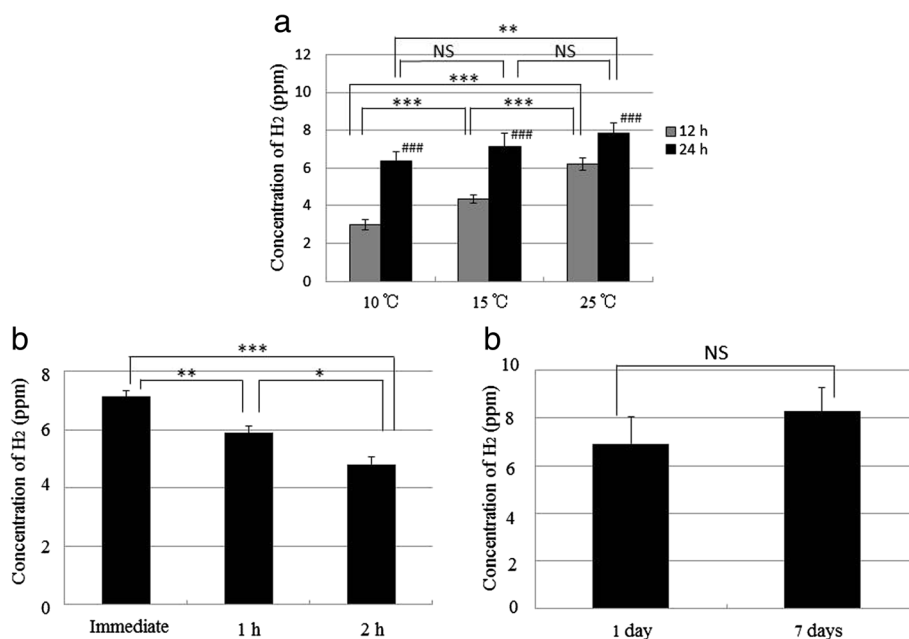 a
**
NS NS
***
*** ***
###
###
###
12
10
8
6
4
2
0
Concentration of H2 (ppm)
12 h
24 h
10 ℃ 15 ℃ 25 ℃
b
***
** *
8
6
4
2
0
Concentration of H2 (ppm)
Immediate 1 h 2 h
b
NS
10
8
6
4
2
0
Concentration of H2 (ppm)
1 day 7 days